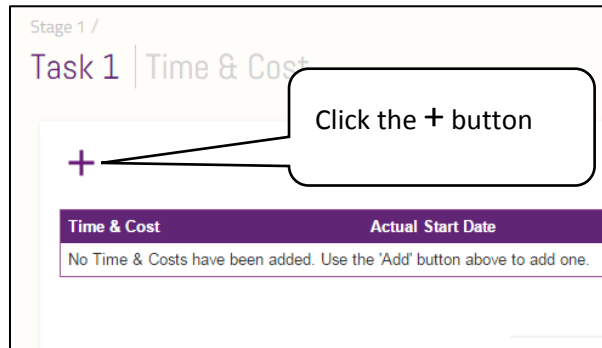 Stage 1 /
Task 1 | Time & Cost
Click the + button
+
Time & Cost Actual Start Date
No Time & Costs have been added. Use the 'Add' button above to add one.